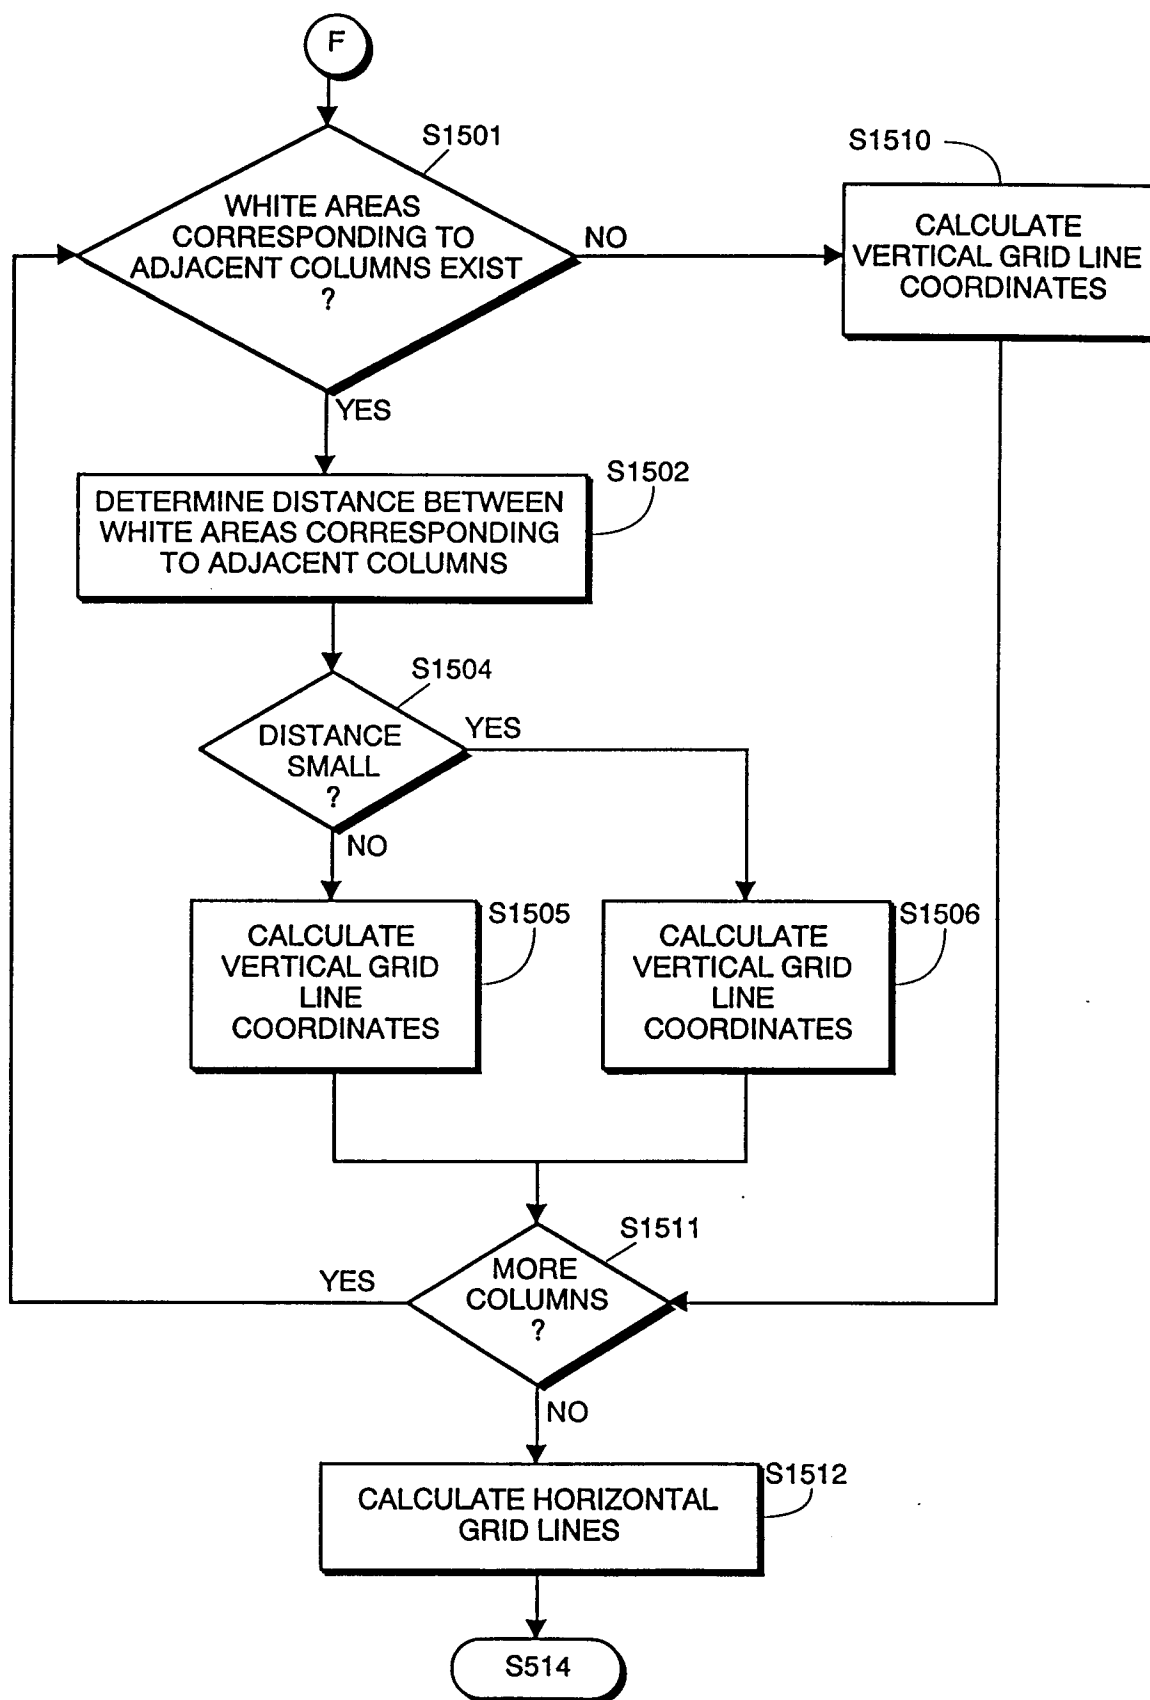 F
S1501
WHITE AREAS
CORRESPONDING TO
ADJACENT COLUMNS EXIST
?
NO
S1510
CALCULATE
VERTICAL GRID LINE
COORDINATES
YES
S1502
DETERMINE DISTANCE BETWEEN
WHITE AREAS CORRESPONDING
TO ADJACENT COLUMNS
S1504
DISTANCE
SMALL
?
YES
NO
S1505
CALCULATE
VERTICAL GRID
LINE
COORDINATES
S1506
CALCULATE
VERTICAL GRID
LINE
COORDINATES
S1511
MORE
COLUMNS
?
YES
NO
S1512
CALCULATE HORIZONTAL
GRID LINES
S514